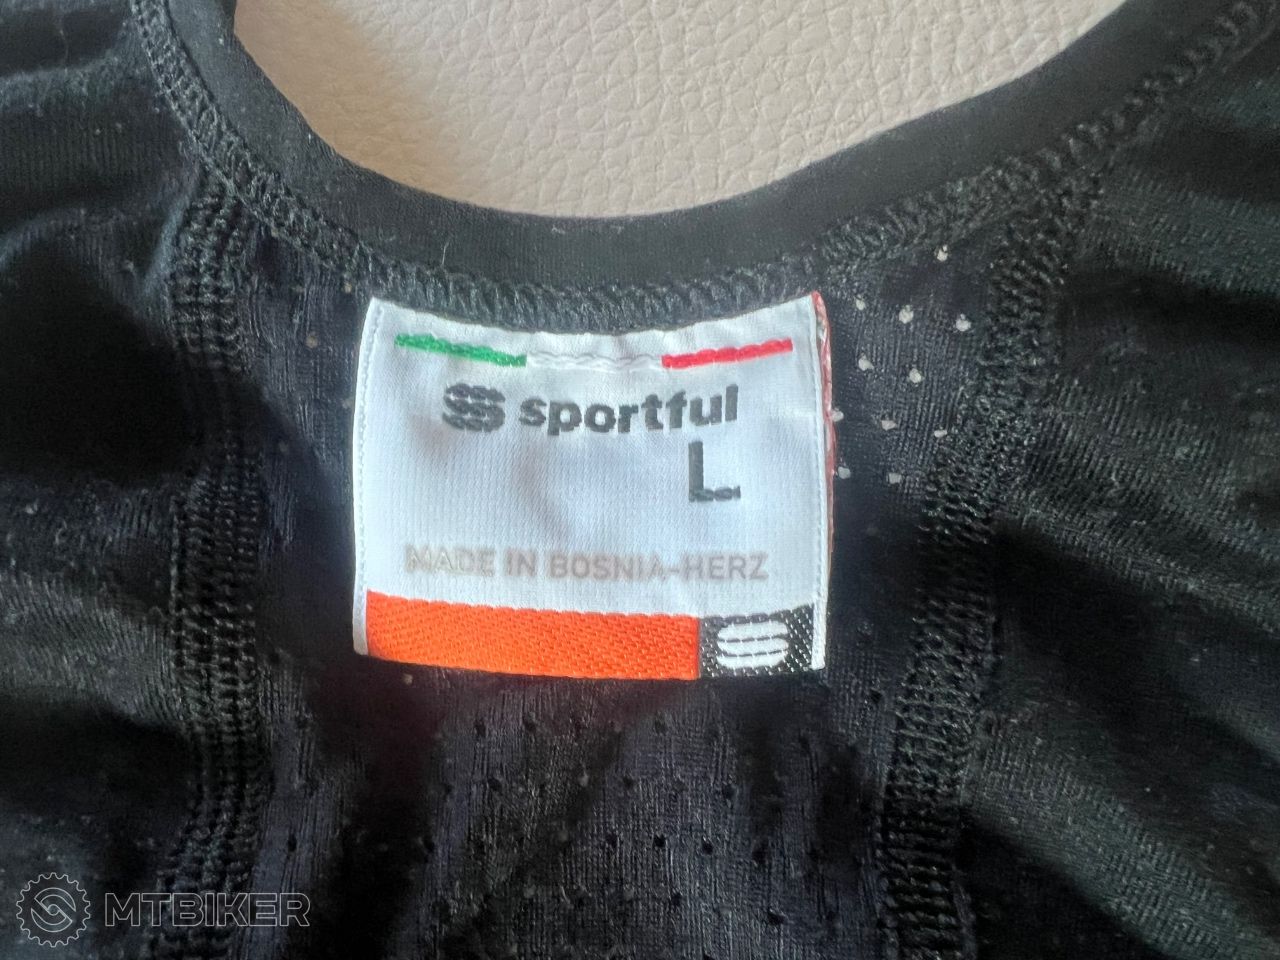 sportful
L
MADE IN BOSNIA-HERZ
MTBIKER